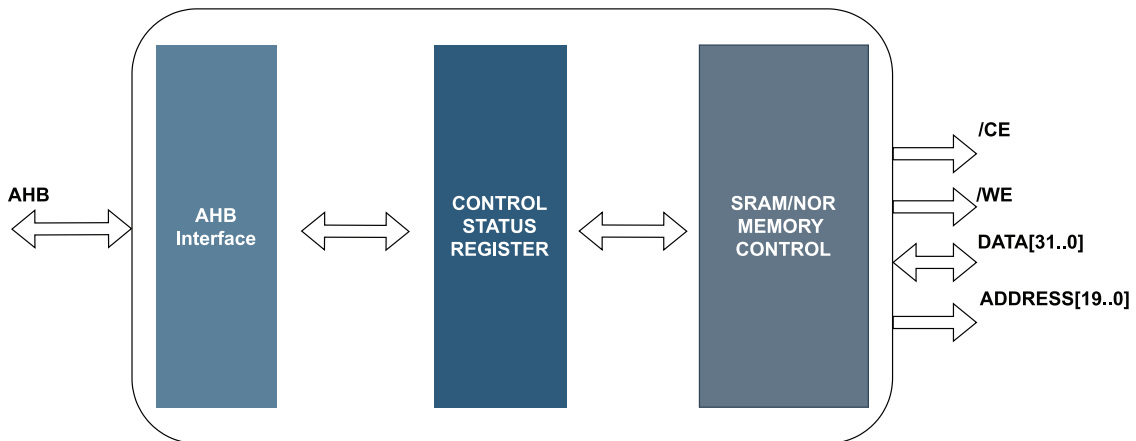 AHB
AHB
Interface
CONTROL
STATUS
REGISTER
SRAM/NOR
MEMORY
CONTROL
/CE
/WE
DATA[31..0]
ADDRESS[19..0]